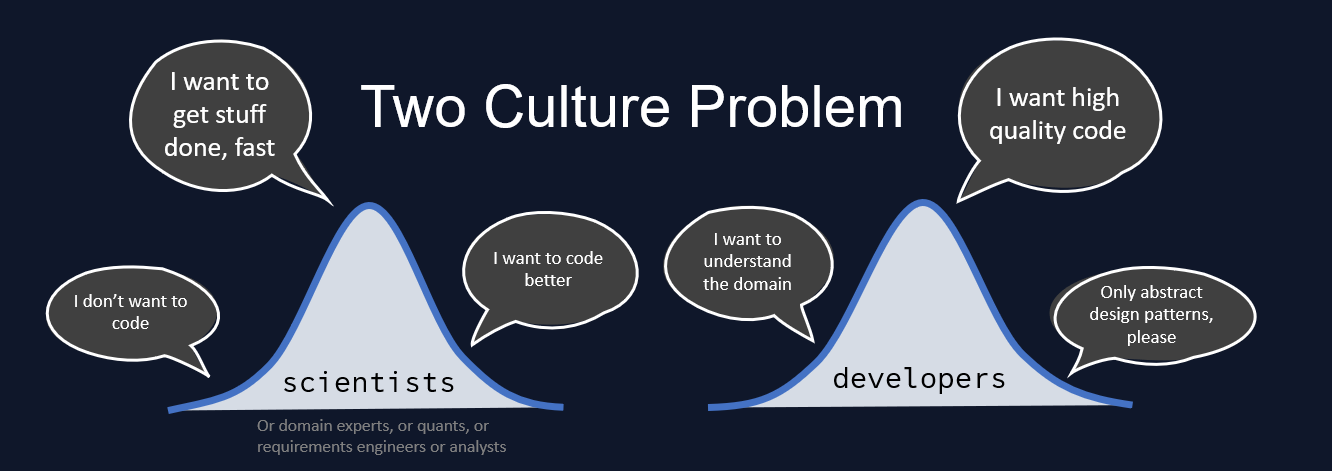 Two Culture Problem
I want to
get stuff
done, fast
I don't want to
code
I want to code
better
scientists
Or domain experts, or quants, or
requirements engineers or analysts
I want to
understand
the domain
I want high
quality code
Only abstract
design patterns,
please
developers